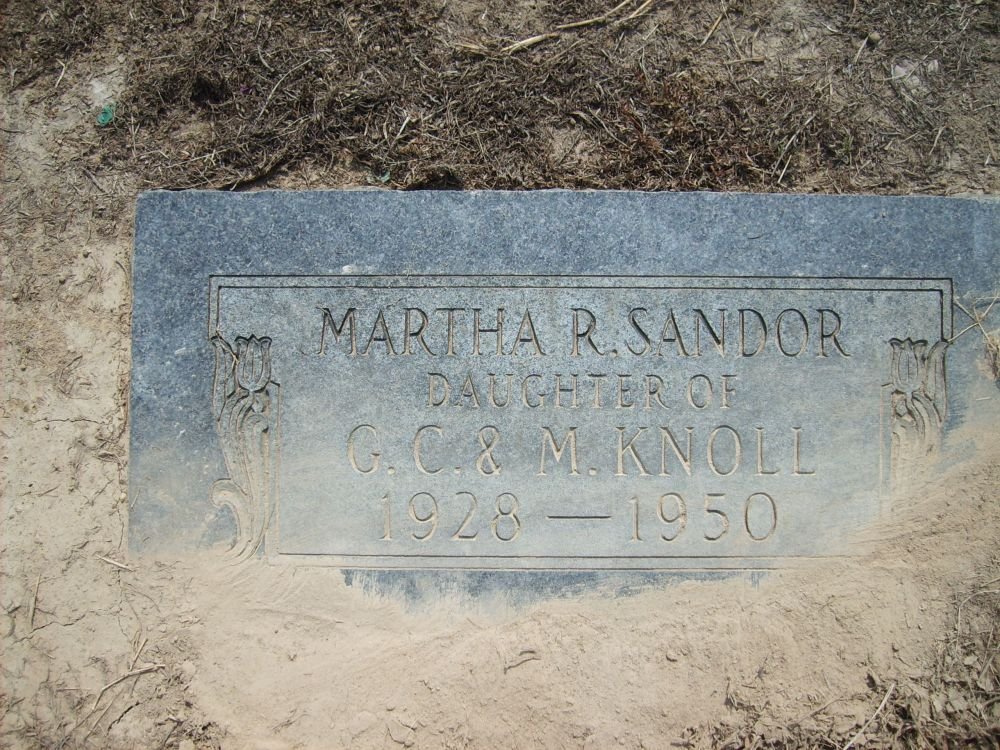 MARTHA R. SANDOR
DAUGHTER OF
G. C. & M. KNOLL
1928 — 1950